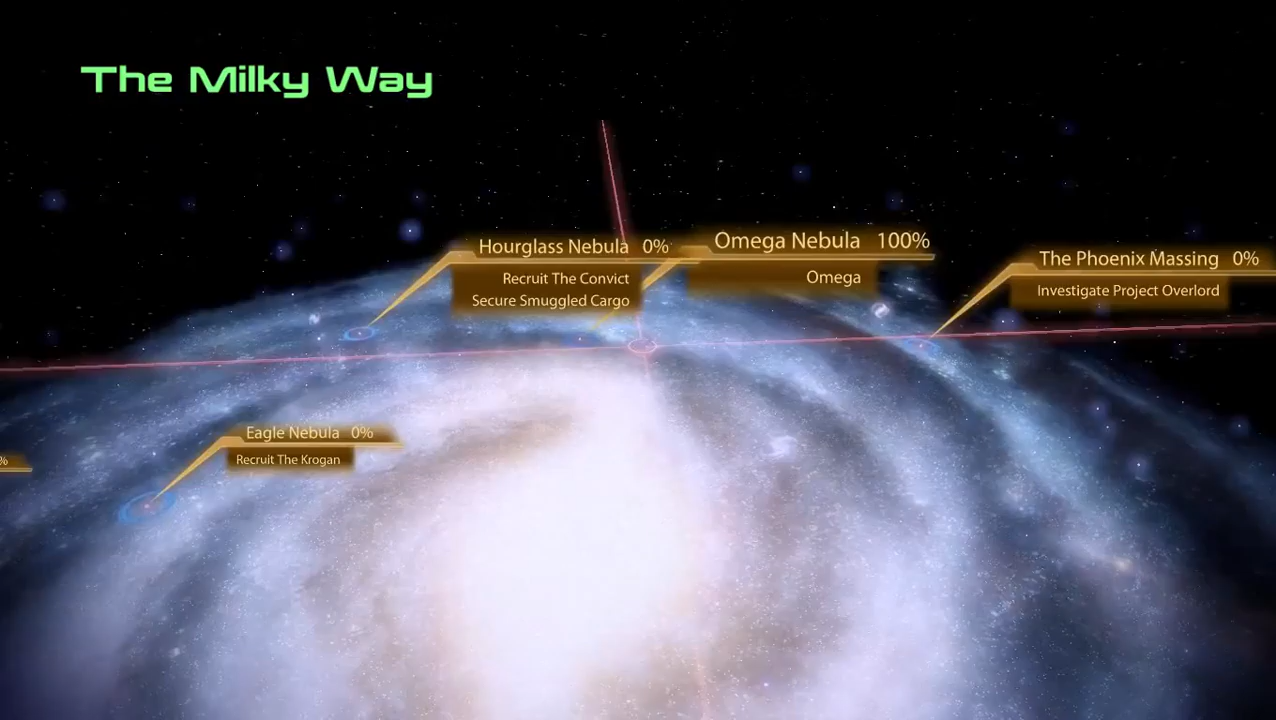 The Milky Way
Hourglass Nebula 0%
Recruit The Convict
Secure Smuggled Cargo
Omega Nebula 100%
Omega
The Phoenix Massing 0%
Investigate Project Overlord
Eagle Nebula 0%
Recruit The Krogan
%